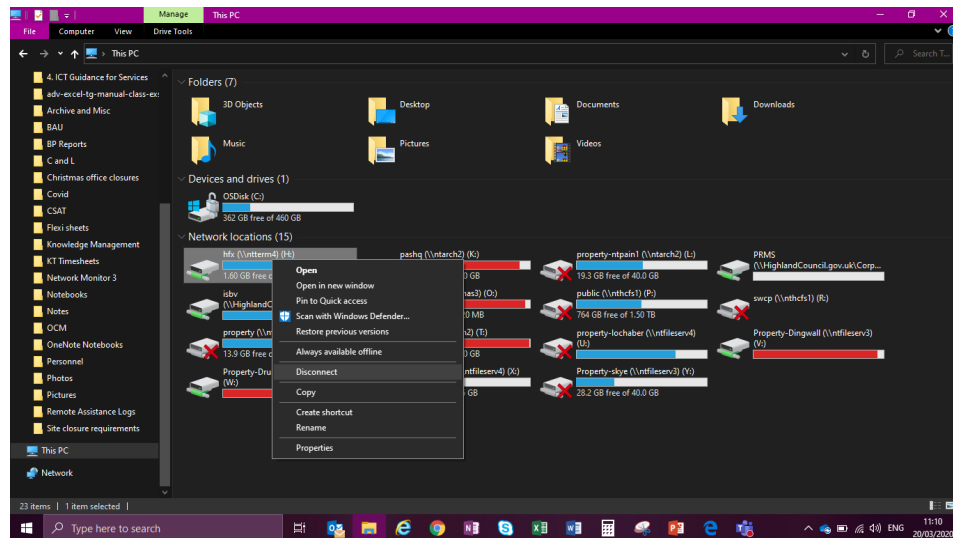 Manage This PC
File Computer View Drive Tools
This PC
Search T...
4. ICT Guidance for Services
adv-excel-tg-manual-class-ex
Archive and Misc
BAU
BP Reports
C and L
Christmas office closures
Covid
CSAT
Flexi sheets
Knowledge Management
KT Timesheets
Network Monitor 3
Notebooks
Notes
OCM
OneNote Notebooks
Personnel
Photos
Pictures
Remote Assistance Logs
Site closure requirements
This PC
Network
Folders (7)
3D Objects
Desktop
Documents
Downloads
Music
Pictures
Videos
Devices and drives (1)
OSDisk (C:)
362 GB free of 460 GB
Network locations (15)
hfx (\\ntterm4) (H:)
1.60 GB free
pashq (\\ntarch2) (K:)
GB
property-ntpain1 (\\ntarch2) (L:)
19.3 GB free of 40.0 GB
PRMS
(\\HighlandCouncil.gov.uk\Corp...
isbv
(\\HighlandC
nas3) (O:)
0 MB
public (\\nthcfs1) (P:)
764 GB free of 1.50 TB
swcp (\\nthcfs1) (R:)
property (\\n
13.9 GB free
2) (T:)
GB
property-lochaber (\\ntfileserv4)
(U:)
Property-Dingwall (\\ntfileserv3)
(V:)
Property-Dru
(W:)
ntfileserv4) (X:)
GB
Property-skye (\\ntfileserv3) (Y:)
28.2 GB free of 40.0 GB
Open
Open in new window
Pin to Quick access
Scan with Windows Defender...
Restore previous versions
Always available offline
Disconnect
Copy
Create shortcut
Rename
Properties
23 items 1 item selected
Type here to search
ENG
11:10
20/03/2020